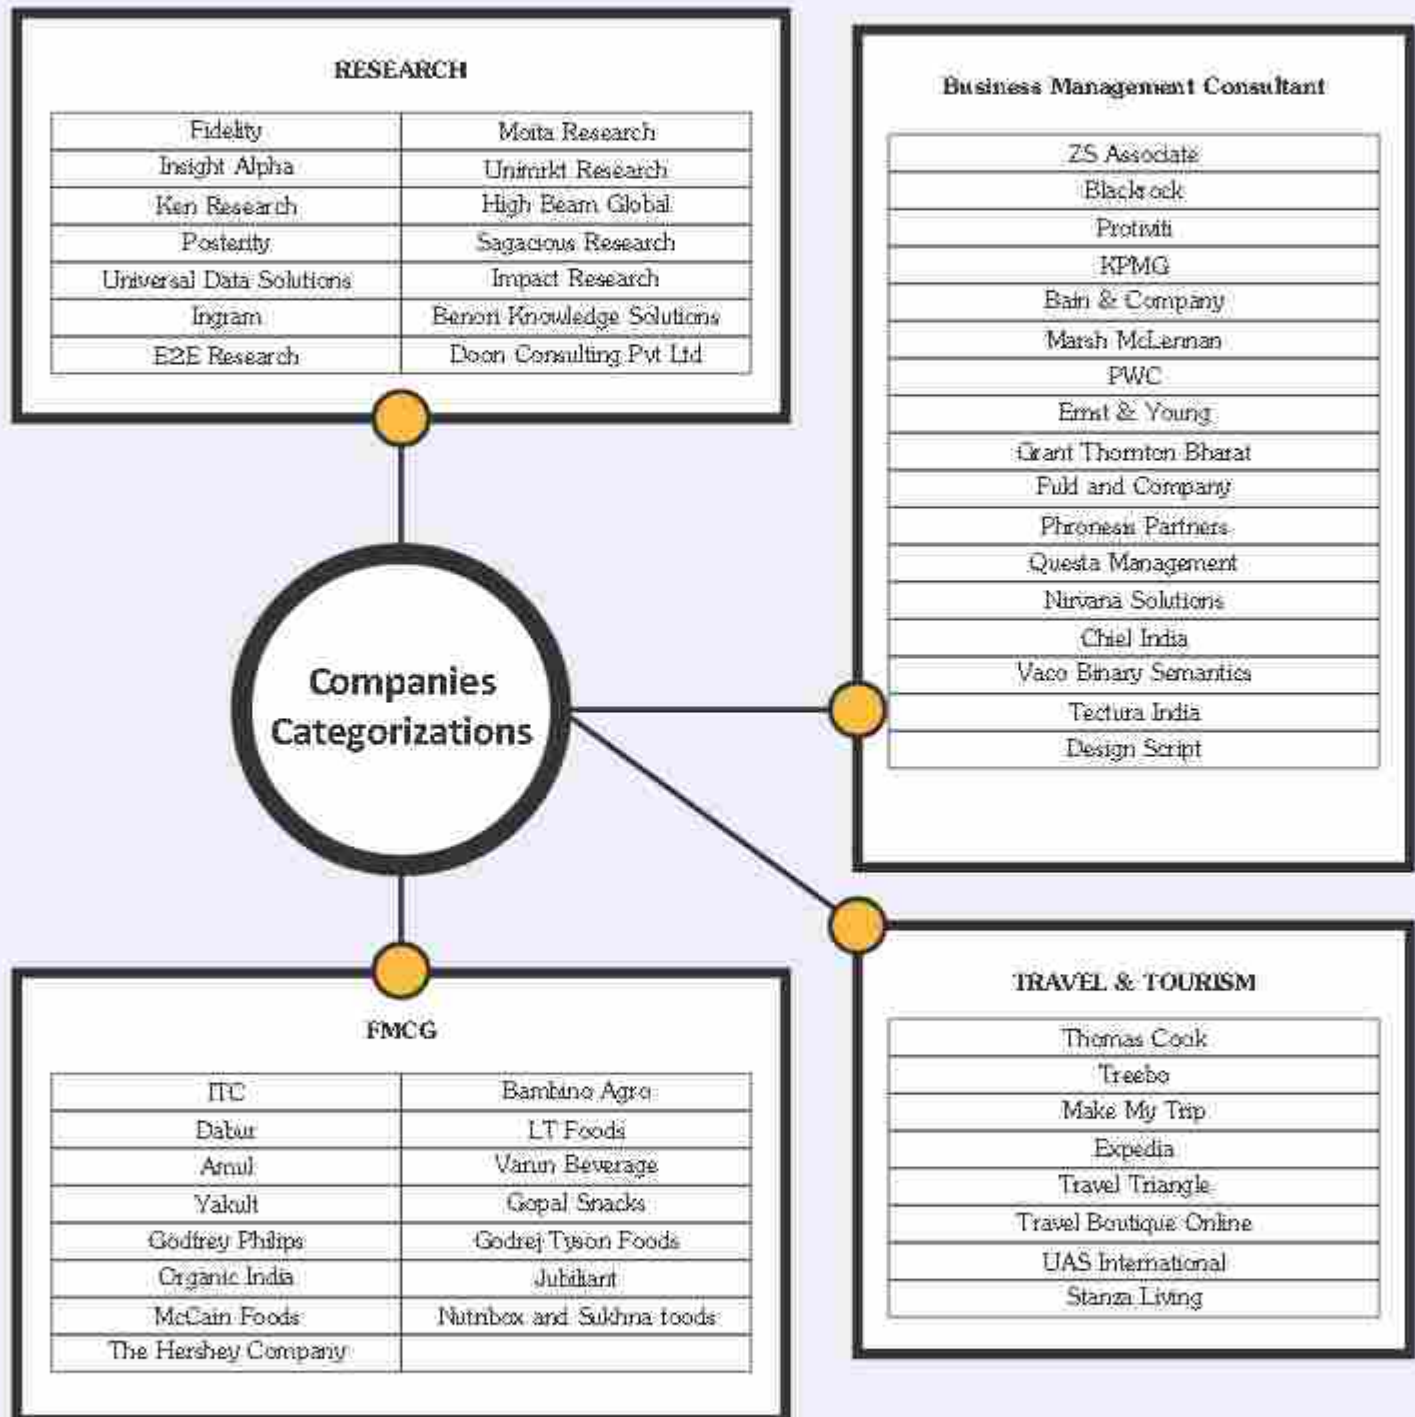 RESEARCH
Fidelity Moita Research
Insight Alpha Unimrkt Research
Ken Research High Beam Global
Posterity Sagacious Research
Universal Data Solutions Impact Research
Ingram Benori Knowledge Solutions
E2E Research Doon Consulting Pvt Ltd
Business Management Consultant
ZS Associate
Blackrock
Protiviti
KPMG
Bain & Company
Marsh McLennan
PWC
Ernst & Young
Grant Thornton Bharat
Fuld and Company
Phronesis Partners
Questa Management
Nirvana Solutions
Chiel India
Vaco Binary Semantics
Tectura India
Design Script
Companies
Categorizations
FMCG
ITC Bambino Agro
Dabur LT Foods
Amul Varun Beverage
Yakult Gopal Snacks
Godfrey Philips Godrej Tyson Foods
Organic India Jubiliant
McCain Foods Nutribox and Sukhna foods
The Hershey Company
TRAVEL & TOURISM
Thomas Cook
Treebo
Make My Trip
Expedia
Travel Triangle
Travel Boutique Online
UAS International
Stanza Living